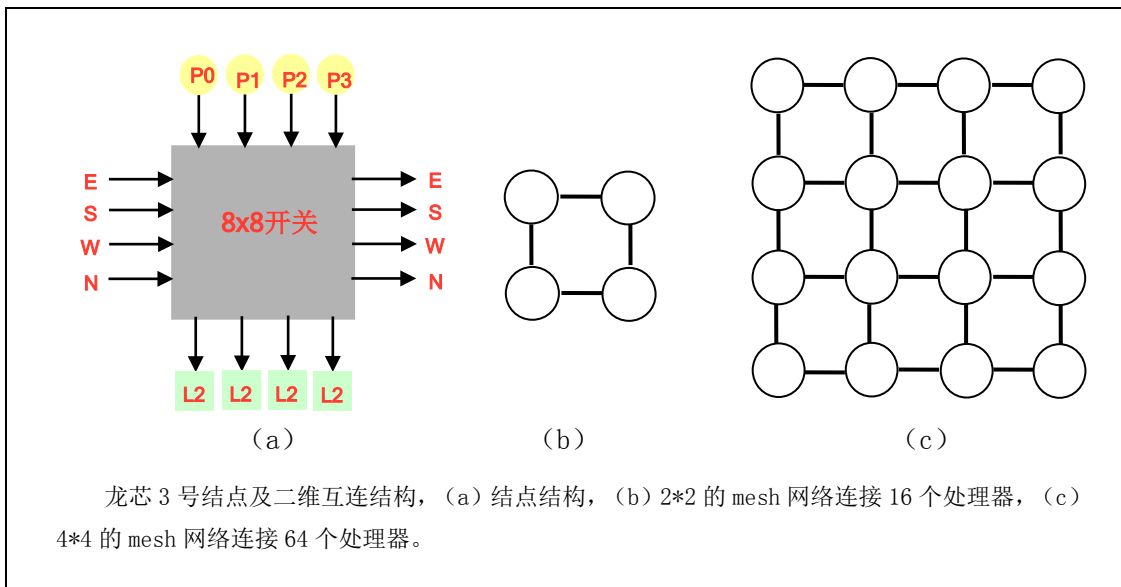 P0 P1 P2 P3
E E
S 8x8开关 S
W W
N N
L2 L2 L2 L2
(a) (b) (c)
龙芯 3 号结点及二维互连结构，(a) 结点结构，(b) 2*2 的 mesh 网络连接 16 个处理器，(c)
4*4 的 mesh 网络连接 64 个处理器。